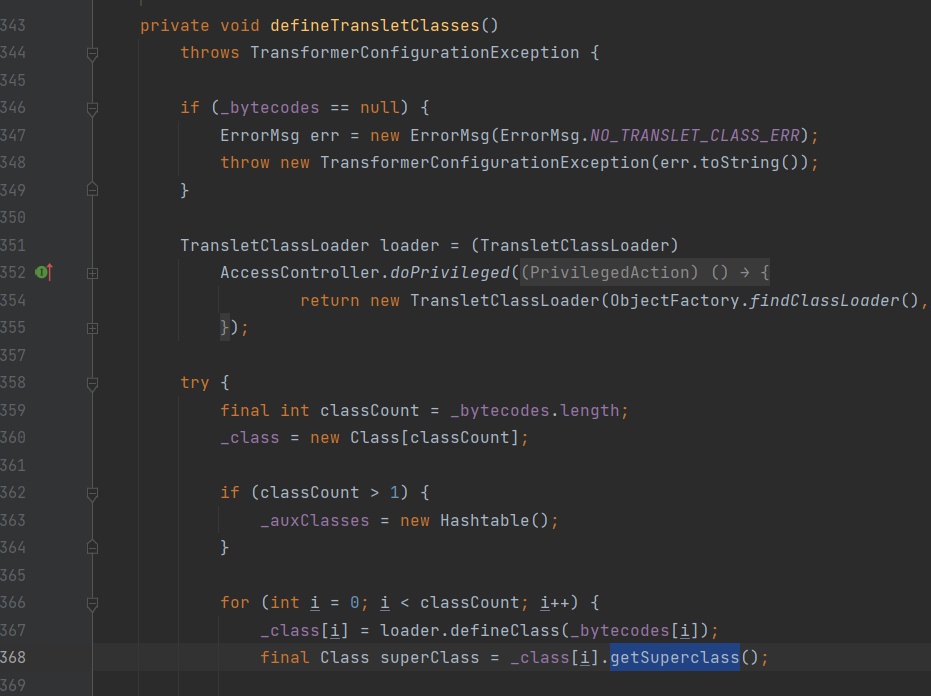 343 private void defineTransletClasses()
344 throws TransformerConfigurationException {
345
346 if (_bytecodes == null) {
347 ErrorMsg err = new ErrorMsg(ErrorMsg.NO_TRANSLET_CLASS_ERR);
348 throw new TransformerConfigurationException(err.toString());
349 }
350
351 TransletClassLoader loader = (TransletClassLoader)
352 AccessController.doPrivileged((PrivilegedAction) () → {
354 return new TransletClassLoader(ObjectFactory.findClassLoader(),
355 });
357
358 try {
359 final int classCount = _bytecodes.length;
360 _class = new Class[classCount];
361
362 if (classCount > 1) {
363 _auxClasses = new Hashtable();
364 }
365
366 for (int i = 0; i < classCount; i++) {
367 _class[i] = loader.defineClass(_bytecodes[i]);
368 final Class superClass = _class[i].getSuperclass();
369